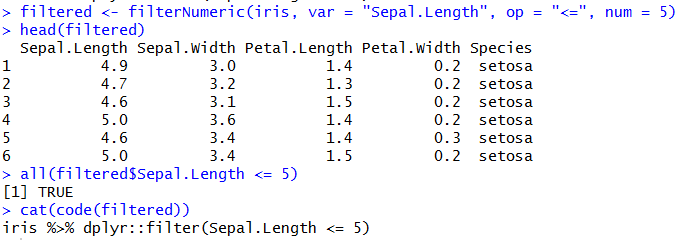 > filtered <- filterNumeric(iris, var = "Sepal.Length", op = "<=", num = 5)
> head(filtered)
  Sepal.Length Sepal.Width Petal.Length Petal.Width Species
1          4.9         3.0          1.4         0.2  setosa
2          4.7         3.2          1.3         0.2  setosa
3          4.6         3.1          1.5         0.2  setosa
4          5.0         3.6          1.4         0.2  setosa
5          4.6         3.4          1.4         0.3  setosa
6          5.0         3.4          1.5         0.2  setosa
> all(filtered$Sepal.Length <= 5)
[1] TRUE
> cat(code(filtered))
iris %>% dplyr::filter(Sepal.Length <= 5)